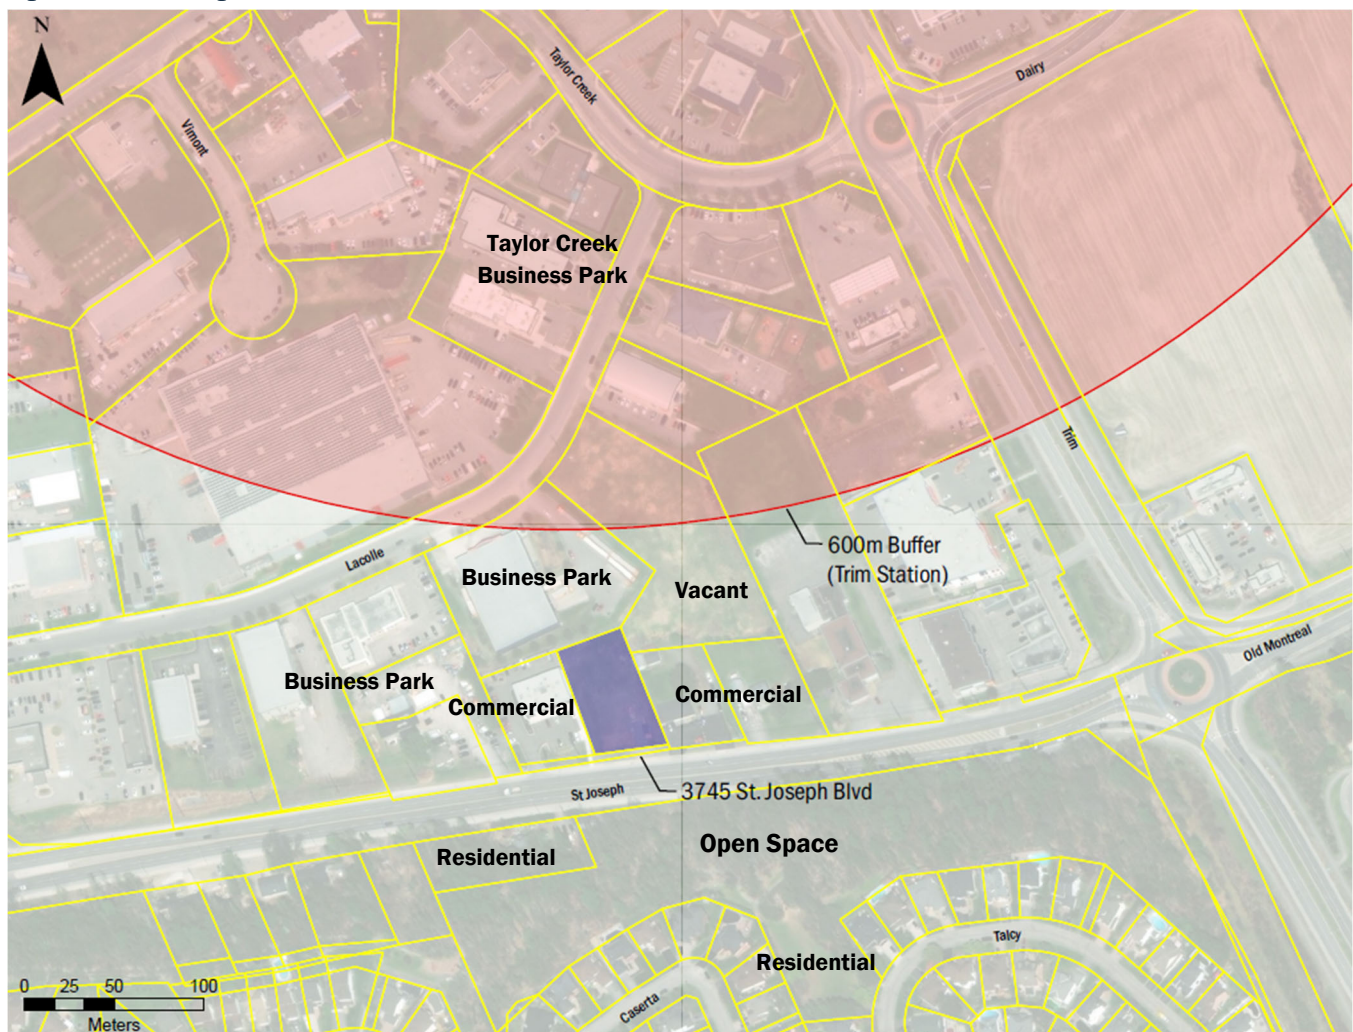 N
Taylor Creek
Dairy
Vimont
Taylor Creek
Business Park
Trim
600m Buffer
(Trim Station)
Lacolle
Business Park
Vacant
Old Montreal
Business Park
Commercial
Commercial
St Joseph
3745 St. Joseph Blvd
Open Space
Residential
Talcy
Residential
Caserta
0 25 50 100
Meters